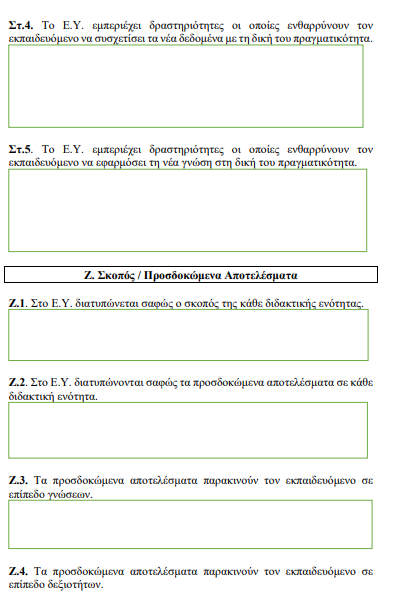 Στ.4. Το Ε.Υ. εμπεριέχει δραστηριότητες οι οποίες ενθαρρύνουν τον
εκπαιδευόμενο να συσχετίσει τα νέα δεδομένα με τη δική του πραγματικότητα.
Στ.5. Το Ε.Υ. εμπεριέχει δραστηριότητες οι οποίες ενθαρρύνουν τον
εκπαιδευόμενο να εφαρμόσει τη νέα γνώση στη δική του πραγματικότητα.
Ζ. Σκοπός / Προσδοκώμενα Αποτελέσματα
Ζ.1. Στο Ε.Υ. διατυπώνεται σαφώς ο σκοπός της κάθε διδακτικής ενότητας.
Ζ.2. Στο Ε.Υ. διατυπώνονται σαφώς τα προσδοκώμενα αποτελέσματα σε κάθε
διδακτική ενότητα.
Ζ.3. Τα προσδοκώμενα αποτελέσματα παρακινούν τον εκπαιδευόμενο σε
επίπεδο γνώσεων.
Ζ.4. Τα προσδοκώμενα αποτελέσματα παρακινούν τον εκπαιδευόμενο σε
επίπεδο δεξιοτήτων.